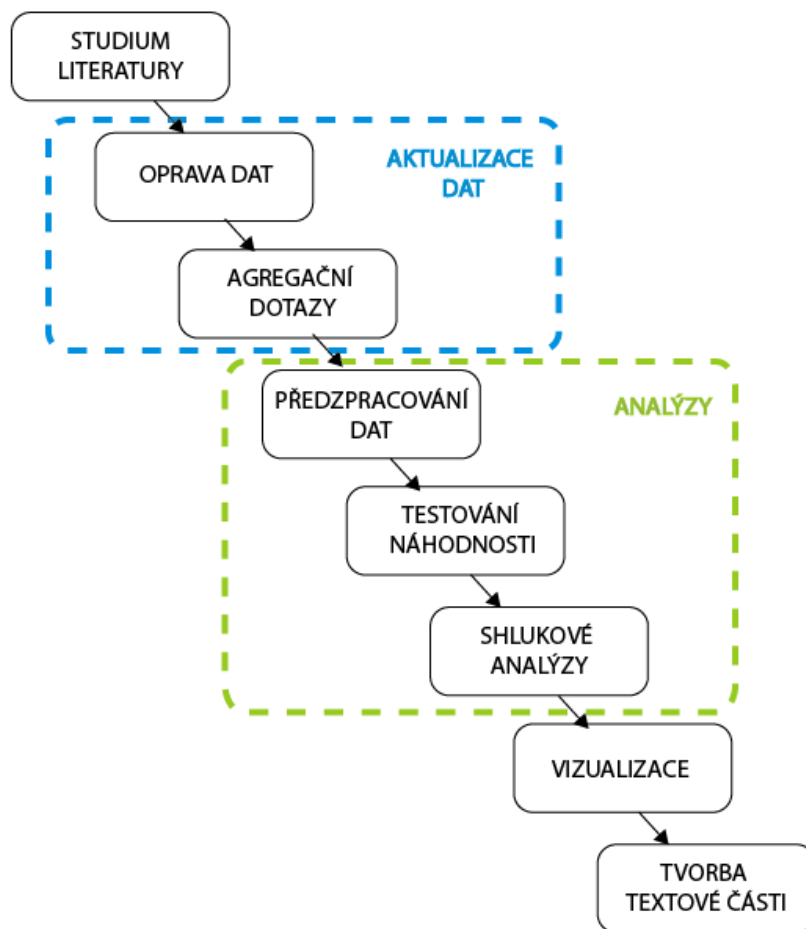 STUDIUM
LITERATURY
OPRAVA DAT
AKTUALIZACE
DAT
AGREGAČNÍ
DOTAZY
PŘEDZPRACOVÁNÍ
DAT
ANALÝZY
TESTOVÁNÍ
NÁHODNOSTI
SHLUKOVÉ
ANALÝZY
VIZUALIZACE
TVORBA
TEXTOVÉ ČÁSTI